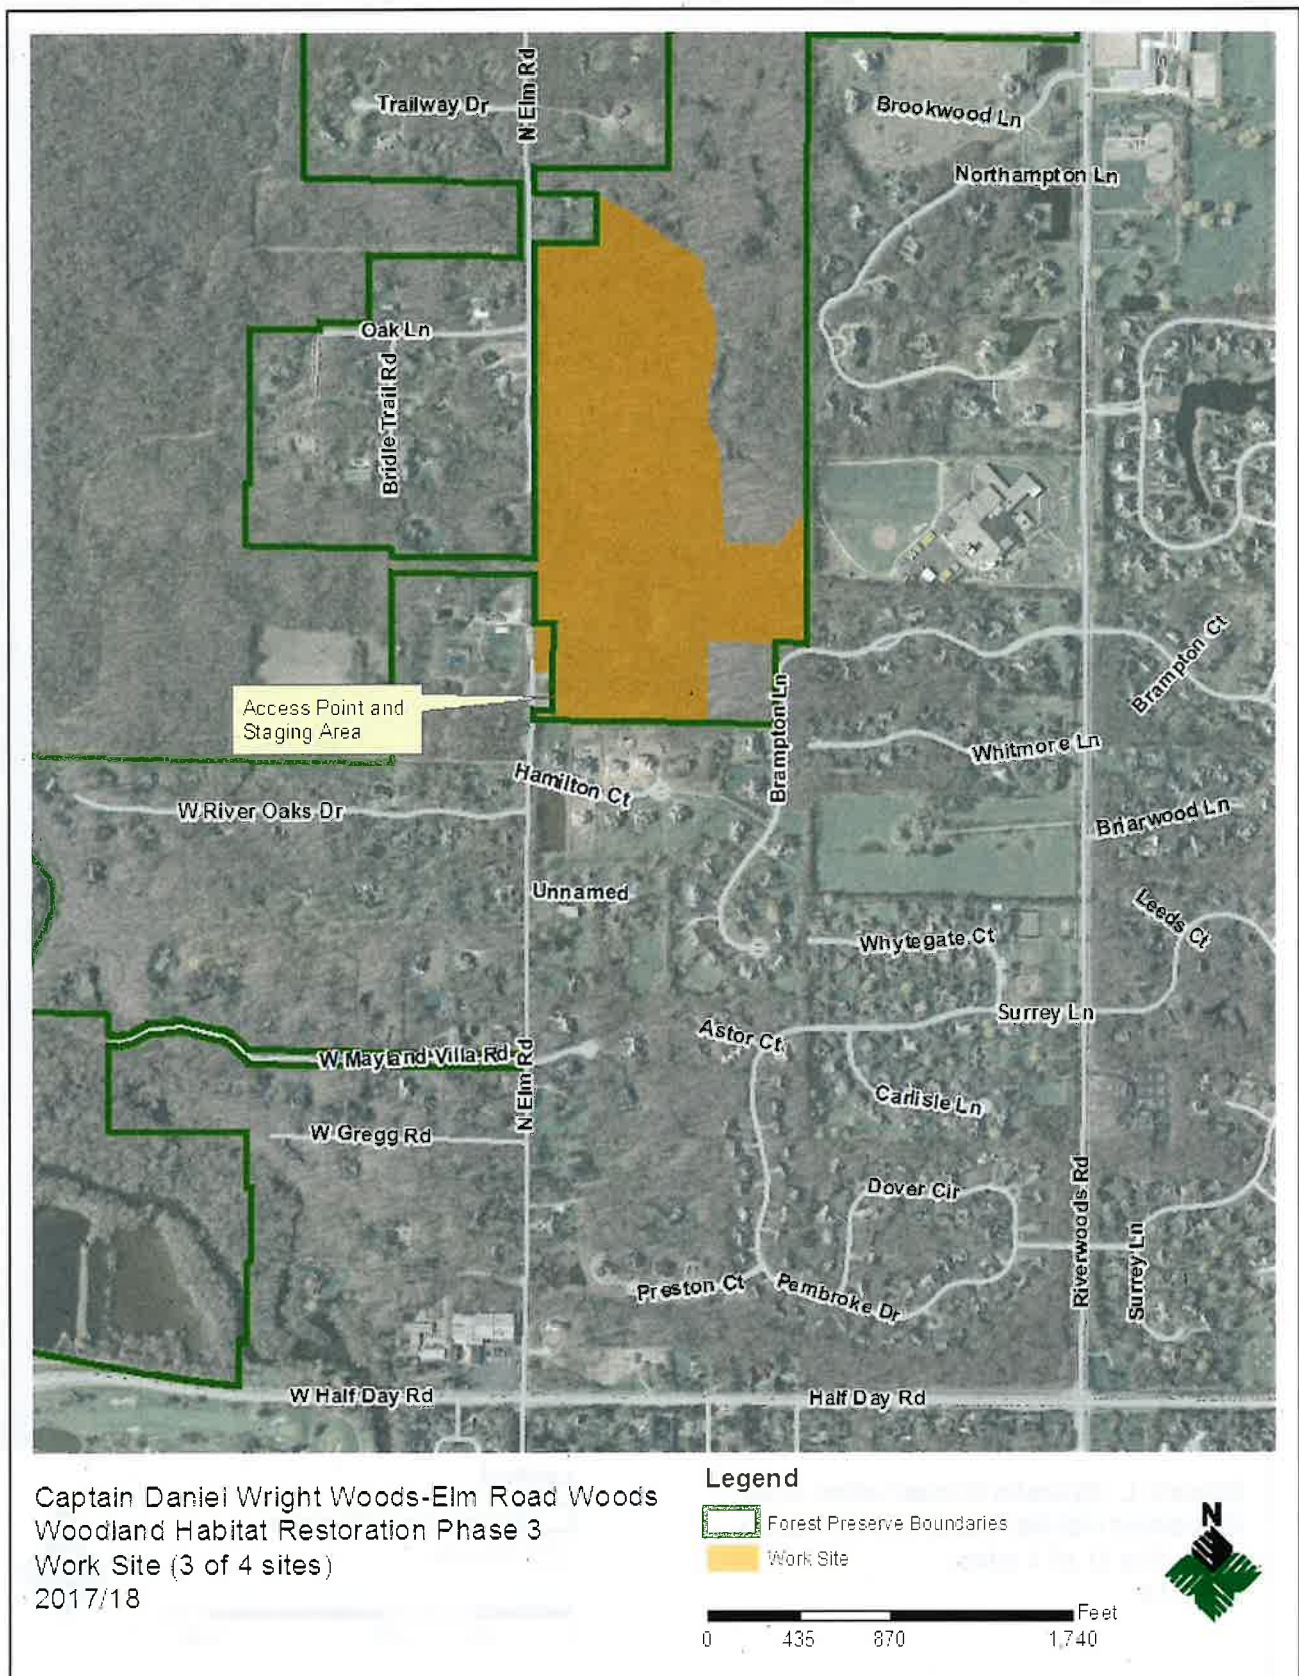 Trailway Dr
N Elm Rd
Brookwood Ln
Northampton Ln
Oak Ln
Bridle Trail Rd
Access Point and
Staging Area
Brampton Ct
Brampton Ln
Whitmore Ln
Hamilton Ct
W River Oaks Dr
Briarwood Ln
Unnamed
Leeds Ct
Whytegate Ct
Surrey Ln
Astor Ct
W Mayland Villa Rd
N Elm Rd
Carlisle Ln
W Gregg Rd
Dover Cir
Riverwoods Rd
Surrey Ln
Preston Ct
Pembroke Dr
W Half Day Rd
Half Day Rd
Captain Daniel Wright Woods-Elm Road Woods
Woodland Habitat Restoration Phase 3
Work Site (3 of 4 sites)
2017/18
Legend
Forest Preserve Boundaries
Work Site
Feet
0 435 870 1,740
N